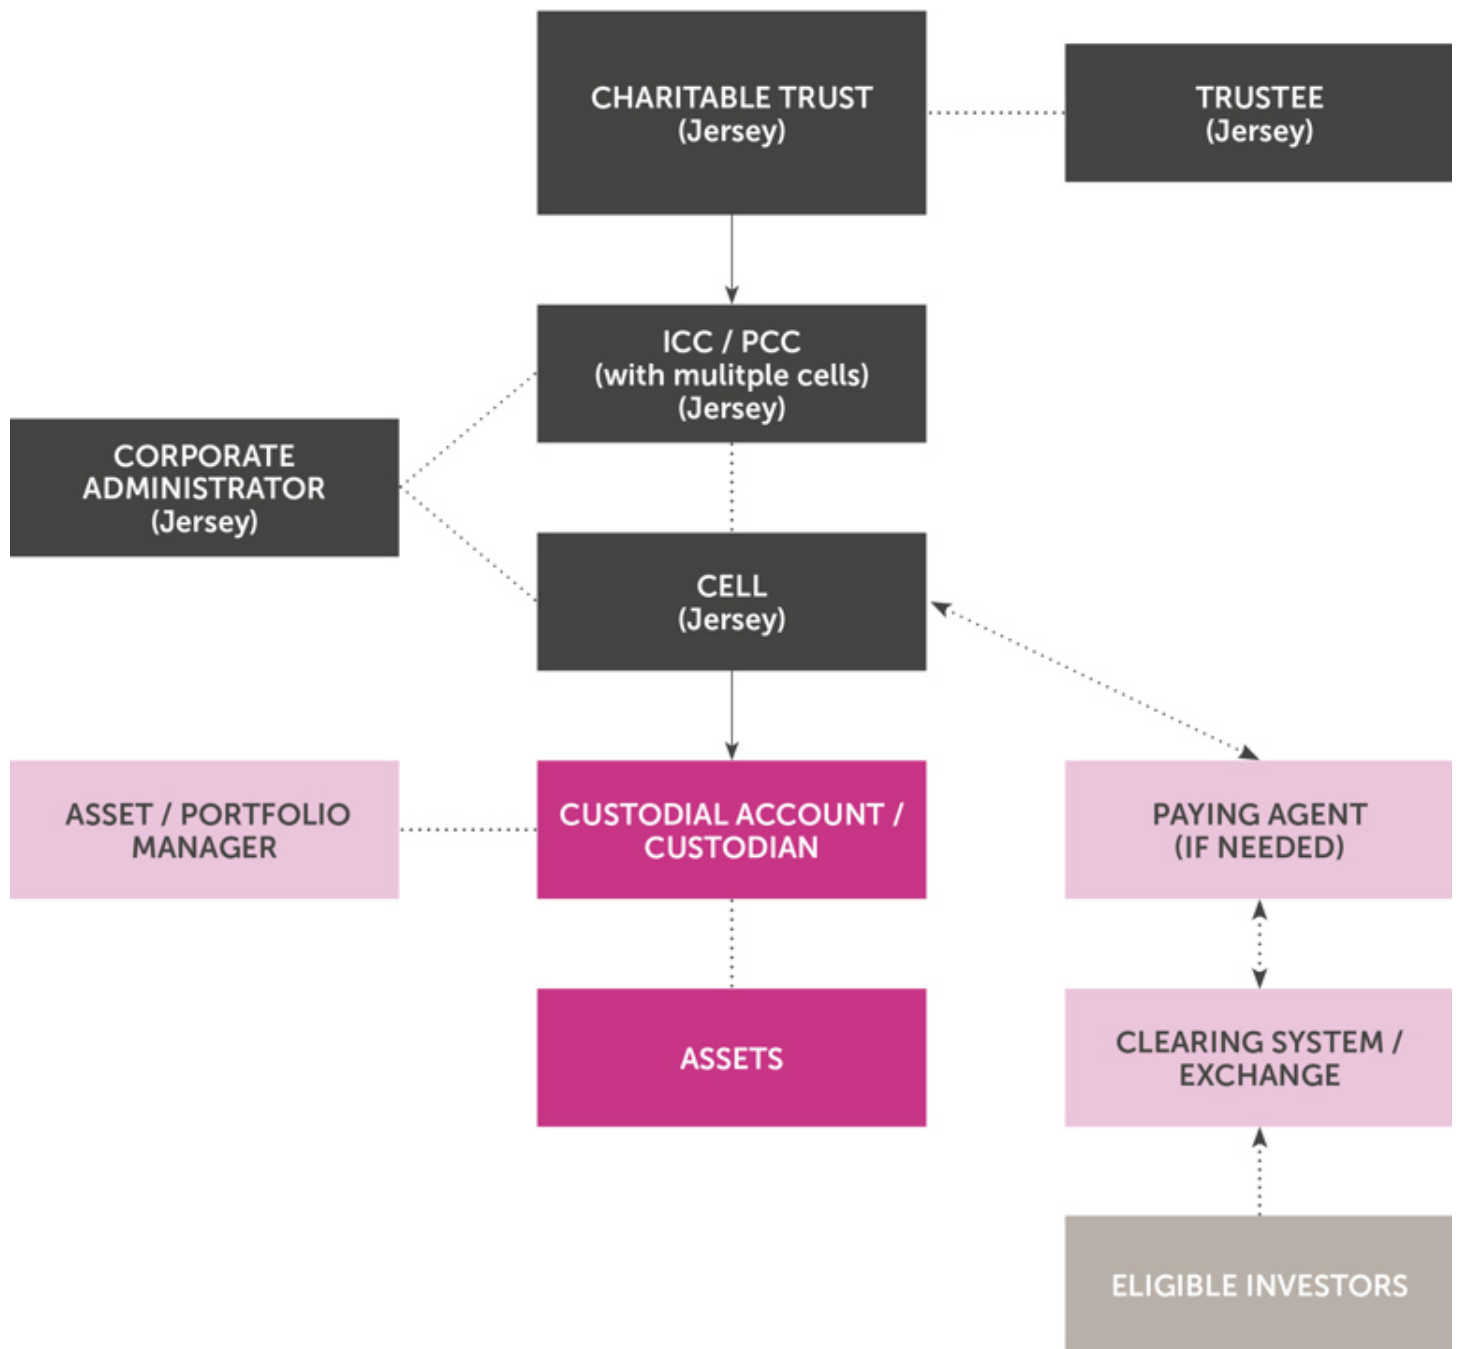 CHARITABLE TRUST
(Jersey)
TRUSTEE
(Jersey)
ICC / PCC
(with mulitple cells)
(Jersey)
CORPORATE
ADMINISTRATOR
(Jersey)
CELL
(Jersey)
ASSET / PORTFOLIO
MANAGER
CUSTODIAL ACCOUNT /
CUSTODIAN
PAYING AGENT
(IF NEEDED)
ASSETS
CLEARING SYSTEM /
EXCHANGE
ELIGIBLE INVESTORS